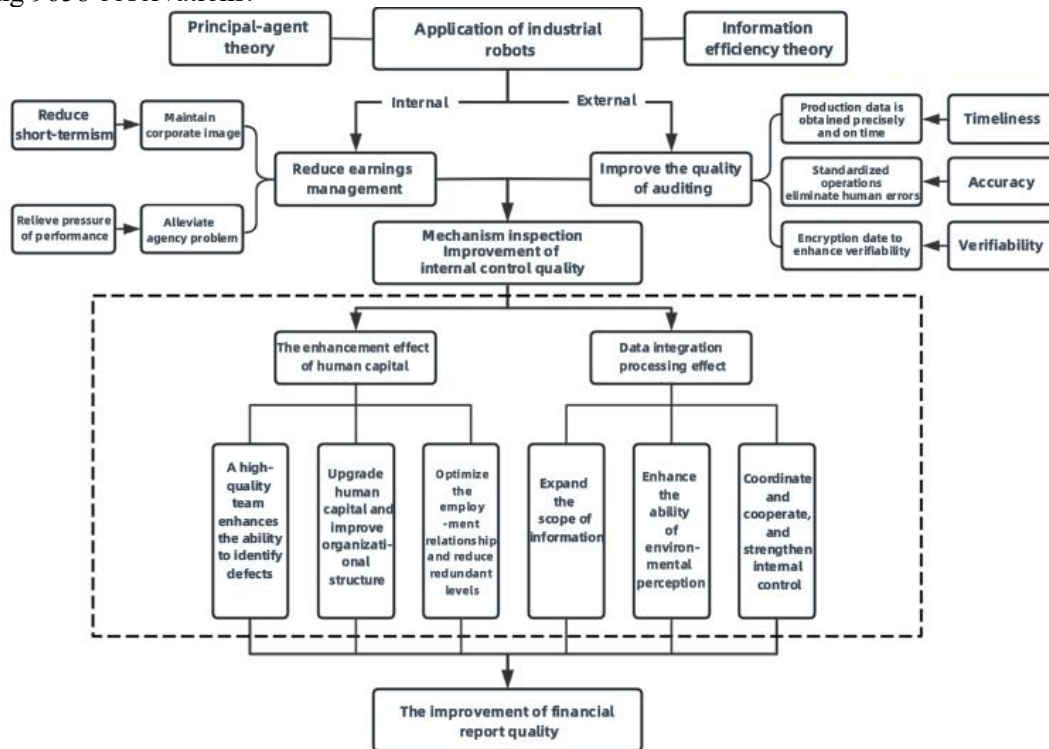 observations.
Principal-agent
theory
Application of industrial
robots
Information
efficiency theory
Internal
External
Reduce
short-termism
Maintain
corporate image
Reduce earnings
management
Improve the quality
of auditing
Production data is
obtained precisely
and on time
Timeliness
Standardized
operations
eliminate human errors
Accuracy
Relieve pressure
of performance
Alleviate
agency problem
Encryption date to
enhance verifiability
Verifiability
Mechanism inspection
Improvement of
internal control quality
The enhancement effect
of human capital
Data integration
processing effect
A high-
quality
team
enhances
the ability
to identify
defects
Upgrade
human
capital and
improve
organizati-
onal
structure
Optimize
the
employ
-ment
relationship
and reduce
redundant
levels
Expand
the
scope of
information
Enhance
the
ability
of
environ-
mental
perception
Coordinate
and
cooperate,
and
strengthen
internal
control
The improvement of financial
report quality